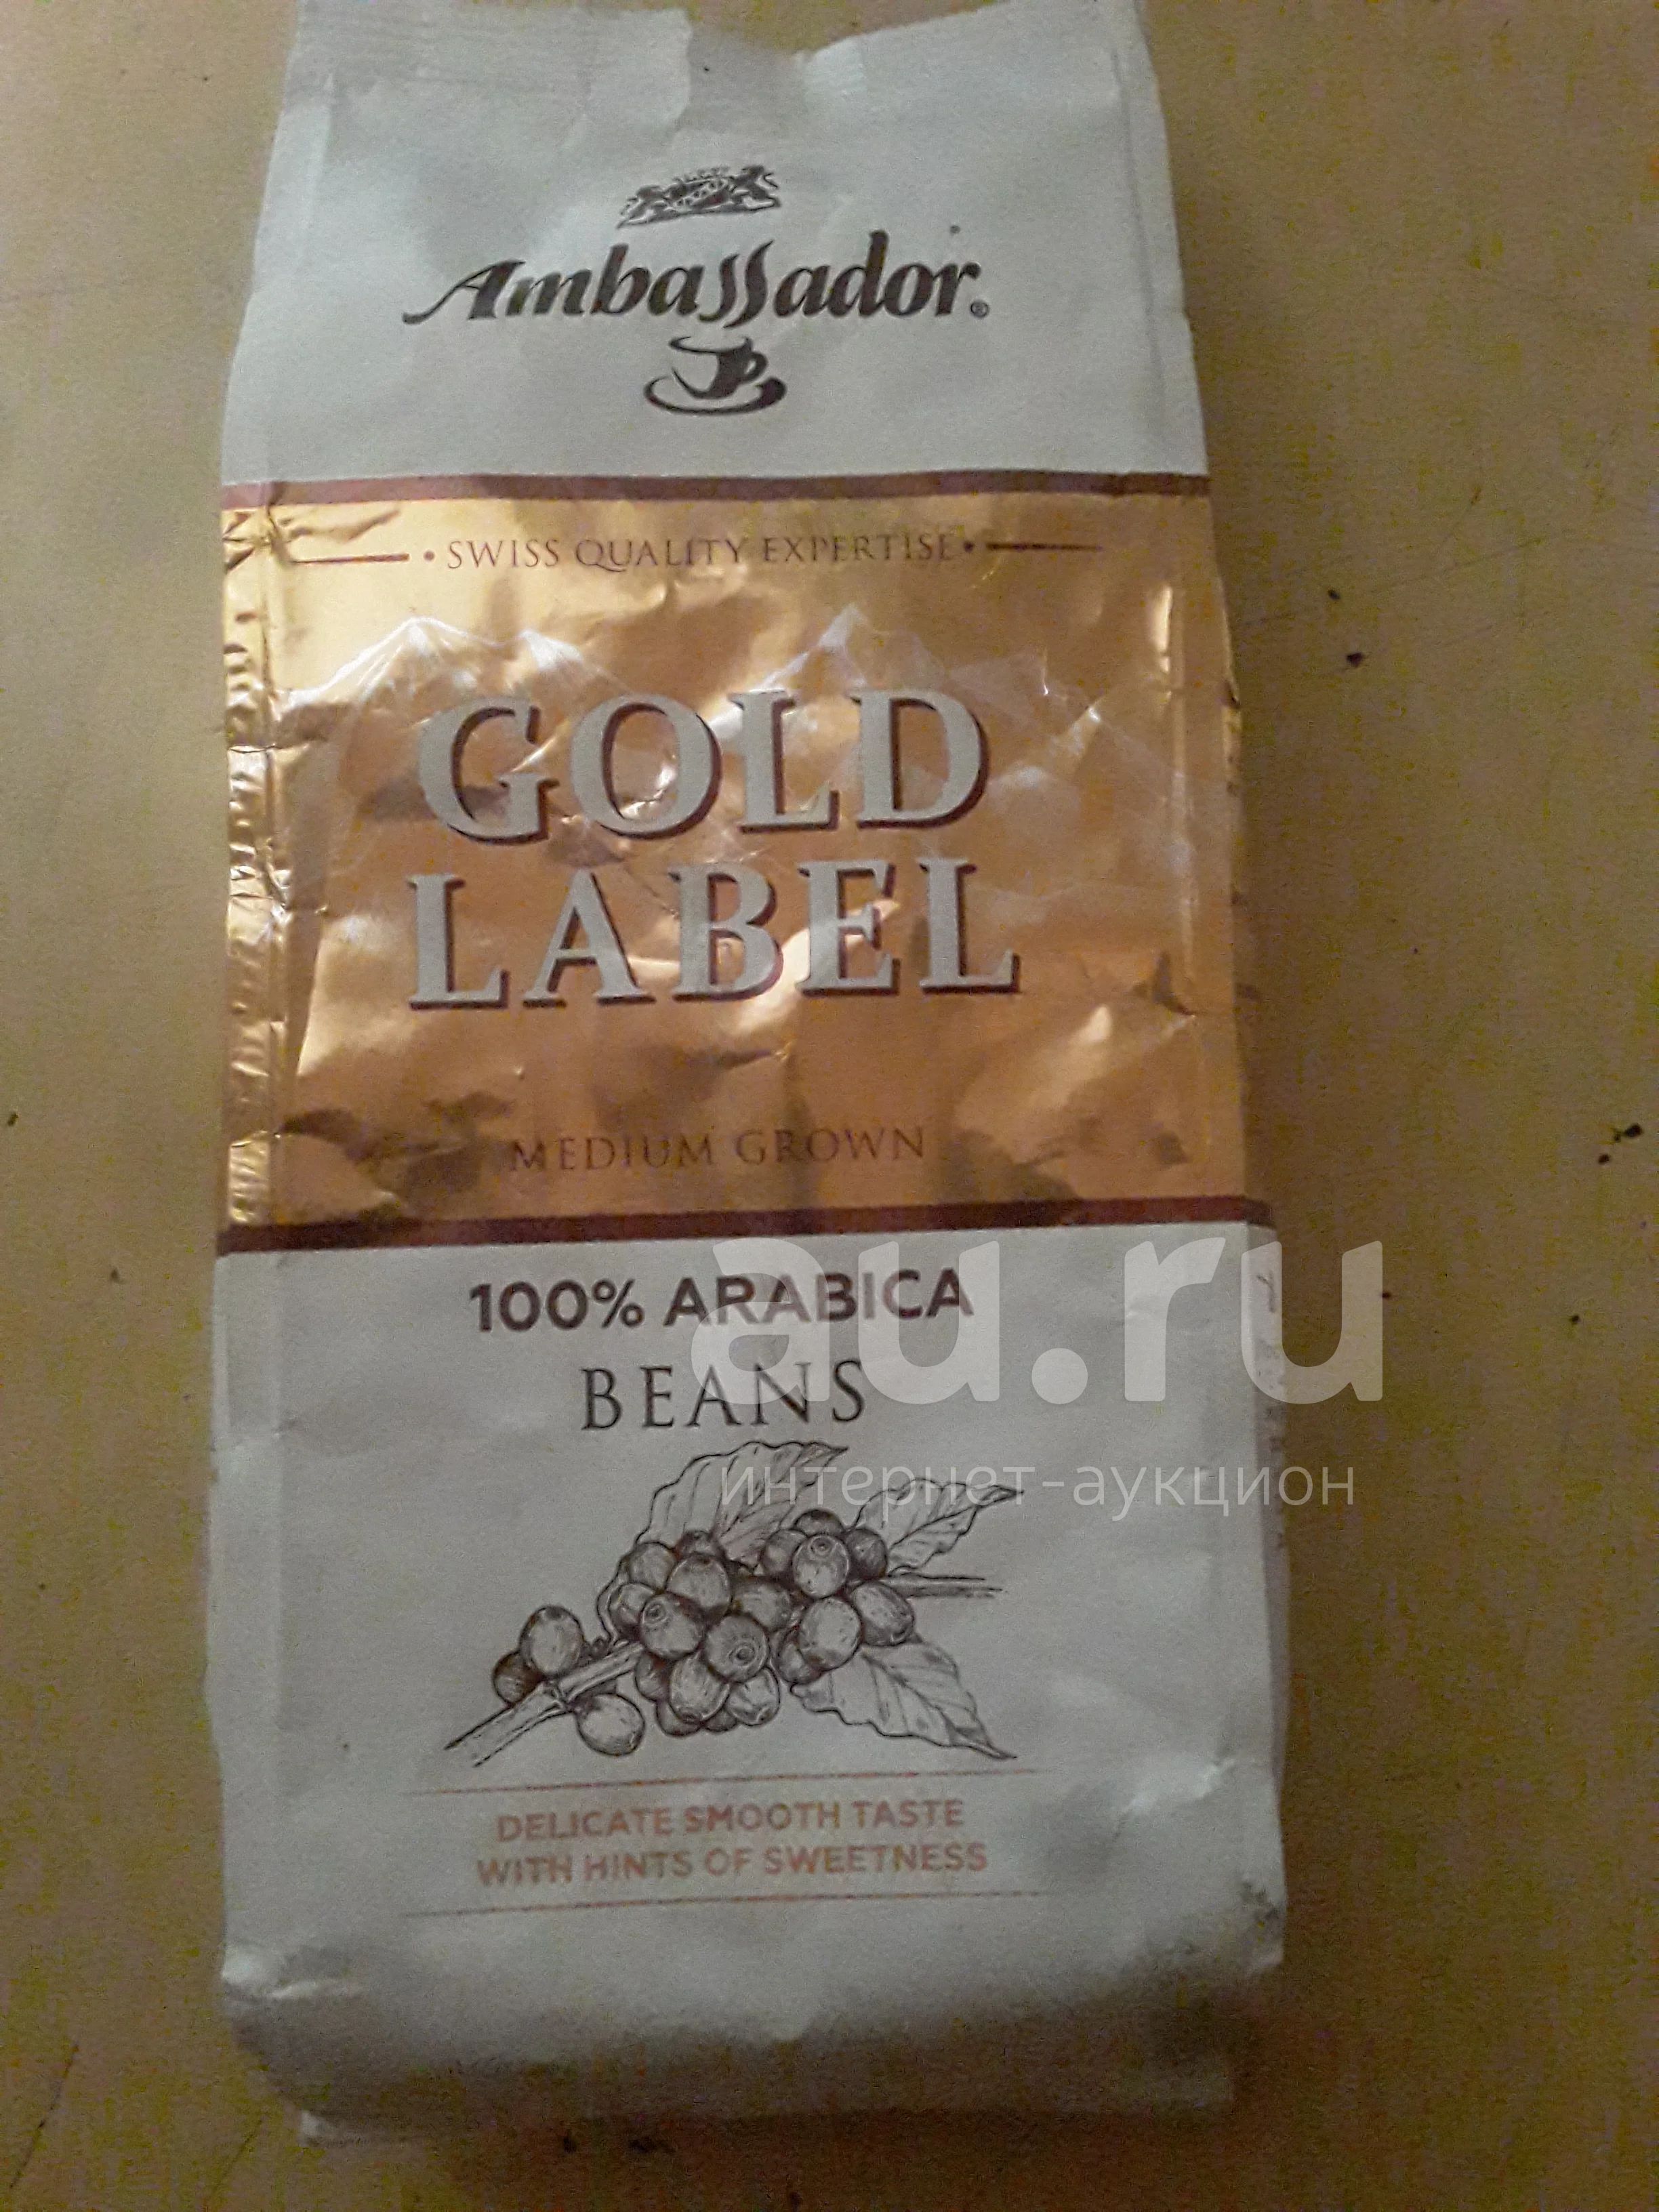 Ambassador®
• SWISS QUALITY EXPERTISE •
GOLD
LABEL
MEDIUM GROWN
100% ARABICA
BEANS
au.ru
интернет-аукцион
DELICATE SMOOTH TASTE
WITH HINTS OF SWEETNESS